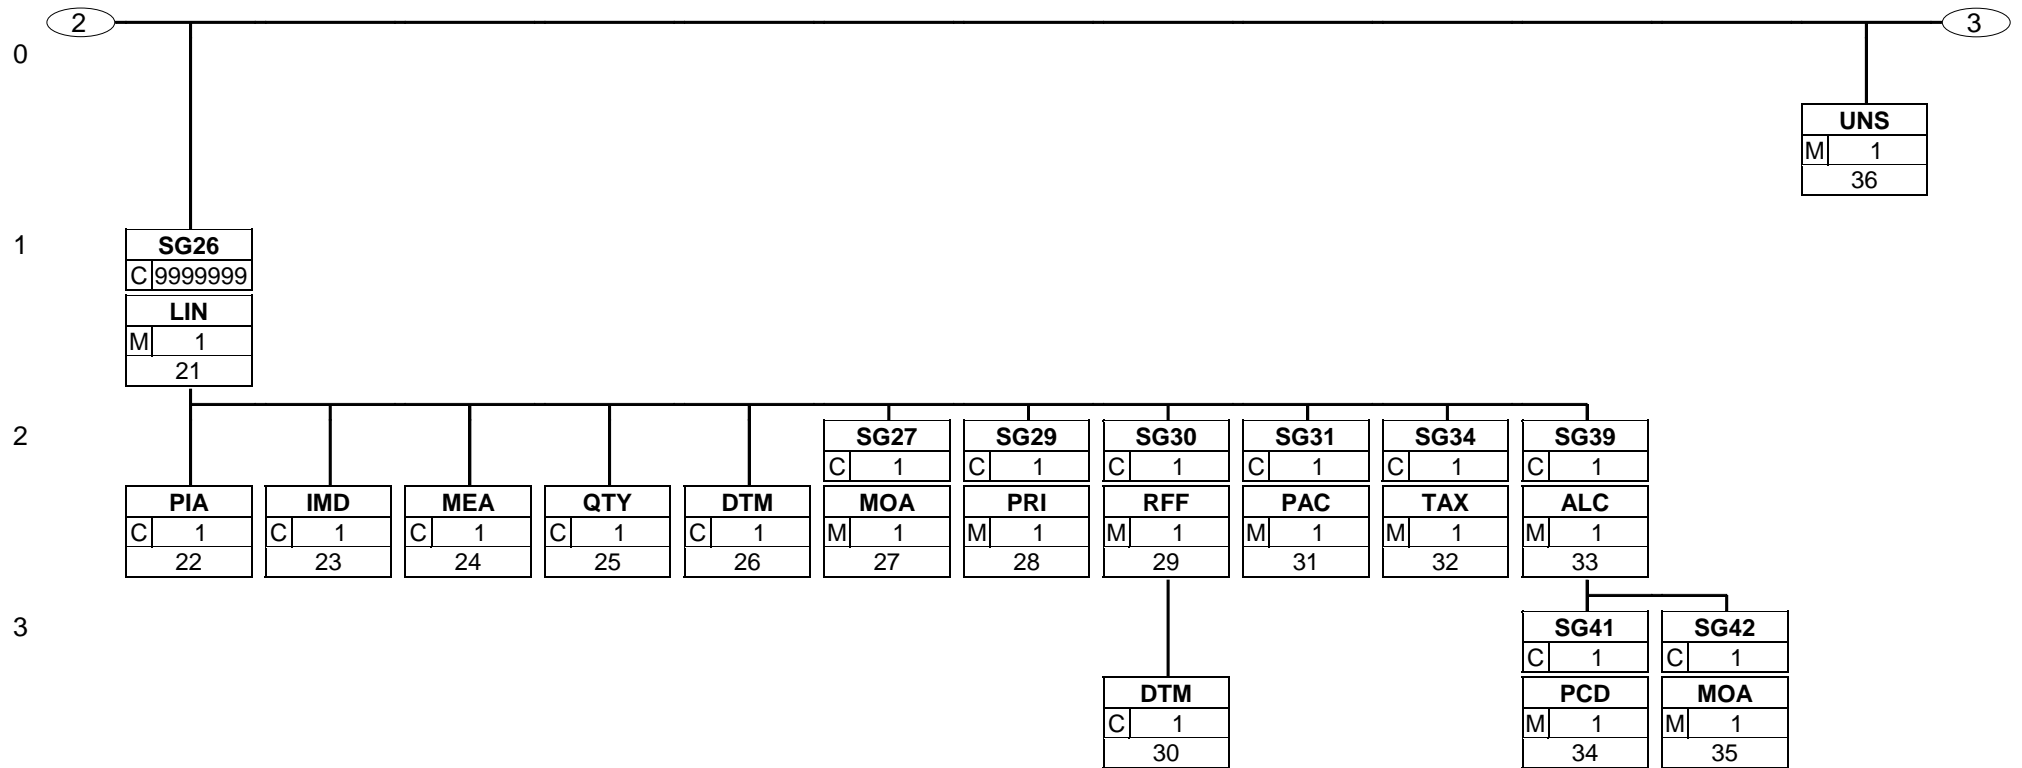 2 3
0
UNS
M 1
36
1
SG26
C 9999999
LIN
M 1
21
2
SG27 SG29 SG30 SG31 SG34 SG39
C 1 C 1 C 1 C 1 C 1 C 1
PIA IMD MEA QTY DTM MOA PRI RFF PAC TAX ALC
C 1 C 1 C 1 C 1 C 1 M 1 M 1 M 1 M 1 M 1 M 1
22 23 24 25 26 27 28 29 31 32 33
3
SG41 SG42
C 1 C 1
DTM PCD MOA
C 1 M 1 M 1
30 34 35